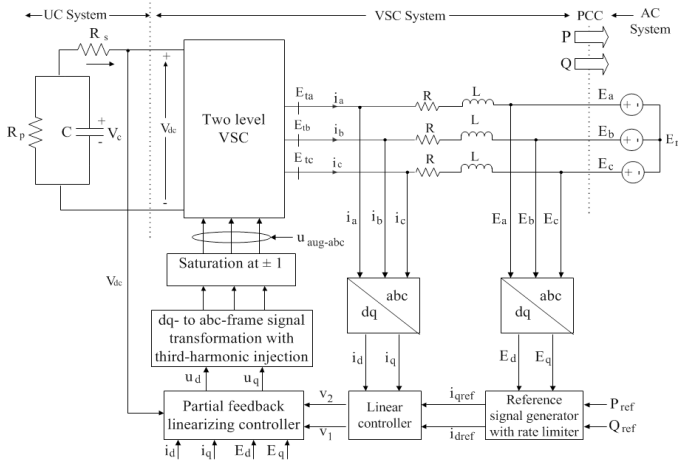 UC System
VSC System
PCC
AC
System
P
Q
R s
R p
C
+
-
V c
+
V dc
-
Two level
VSC
E ta
E tb
E tc
i a
i b
i c
R
L
R
L
R
L
E a
E b
E c
+ -
+ -
+ -
i a
i b
i c
E a
E b
E c
u aug-abc
Saturation at ± 1
V dc
dq- to abc-frame signal
transformation with
third-harmonic injection
abc
dq
abc
dq
u d
u q
i d
i q
E d
E q
Partial feedback
linearizing controller
v 2
v 1
Linear
controller
i qref
i dref
Reference
signal generator
with rate limiter
P ref
Q ref
i d
i q
E d
E q